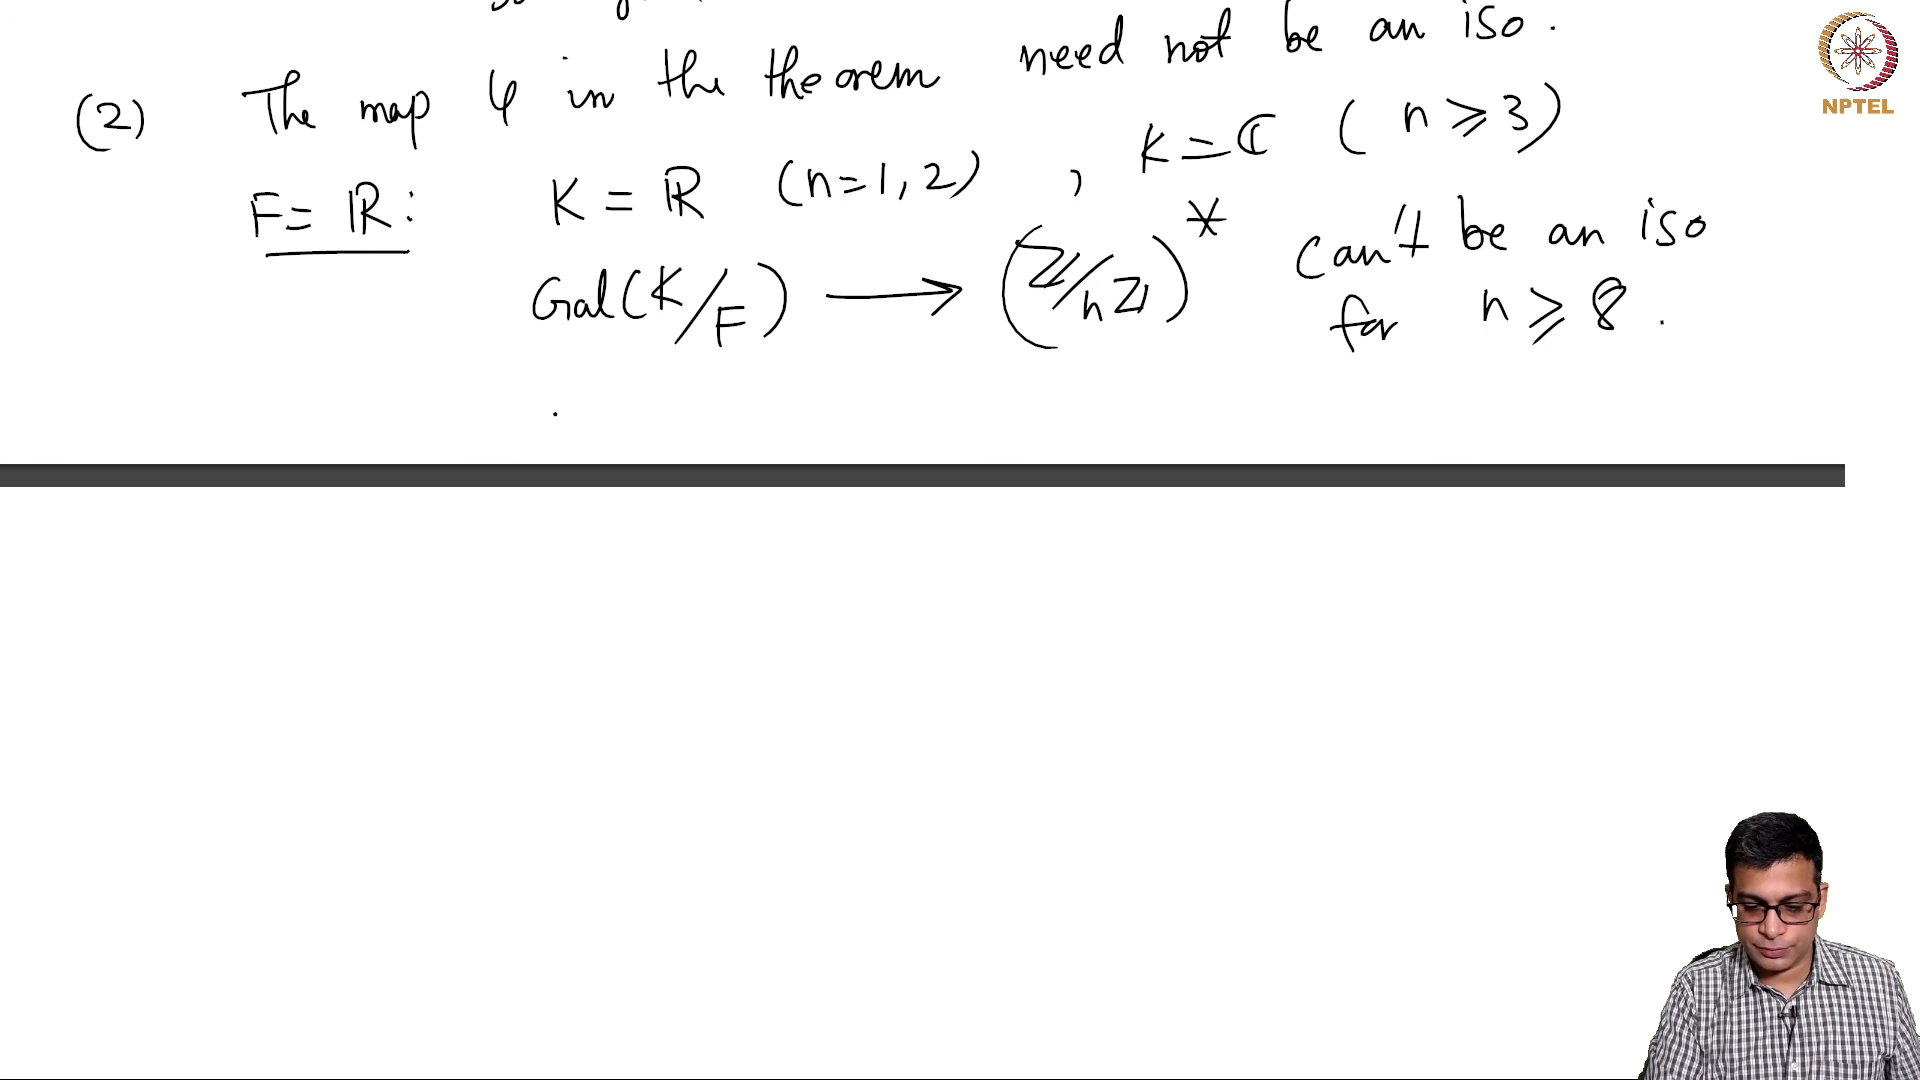 (2) The map φ in the theorem need not be an iso.
F = ℝ: K = ℝ (n=1,2), K = ℂ (n ≥ 3)
Gal(K/F) ⟶ (ℤ/nℤ)* can't be an iso
for n ≥ 8.
NPTEL